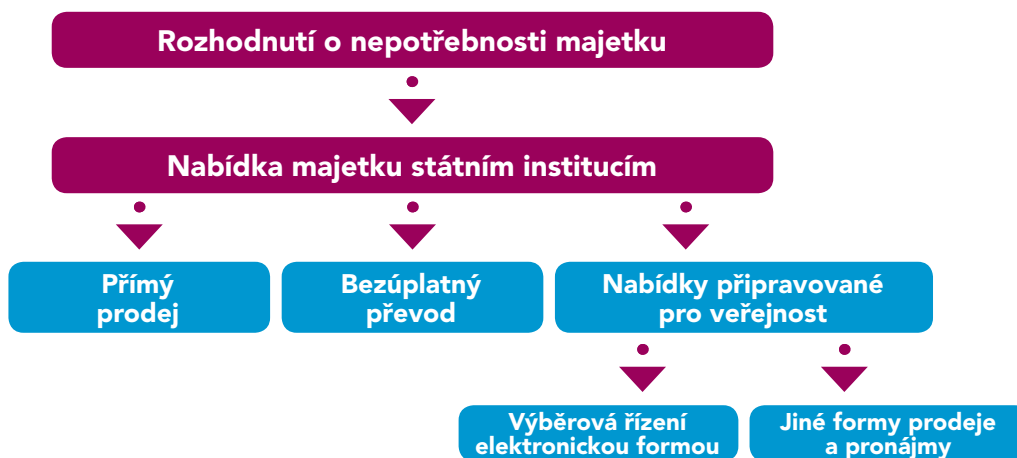 Rozhodnutí o nepotřebnosti majetku
Nabídka majetku státním institucím
Přímý
prodej
Bezúplatný
převod
Nabídky připravované
pro veřejnost
Výběrová řízení
elektronickou formou
Jiné formy prodeje
a pronájmy